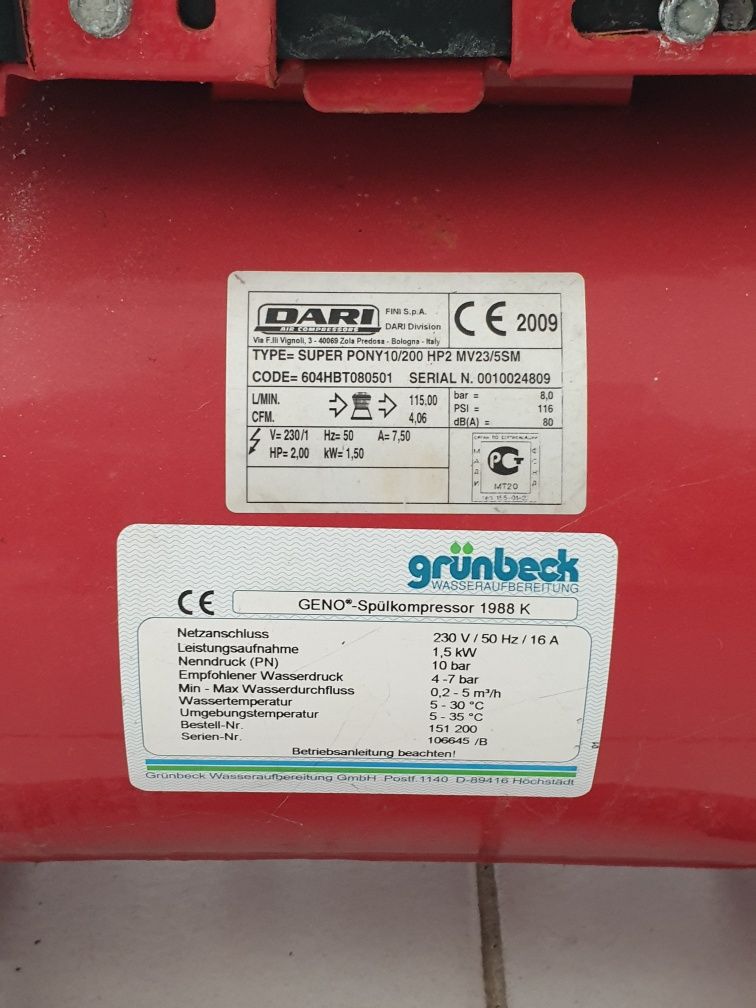 DARI
AIR COMPRESSORS
FINI S.p.A.
DARI Division
Via F.lli Vignoli, 3 - 40069 Zola Predosa - Bologna - Italy
CE 2009
TYPE= SUPER PONY10/200 HP2 MV23/5SM
CODE= 604HBT080501 SERIAL N. 0010024809
L/MIN. 115.00
CFM. 4,06
bar = 8,0
PSI = 116
dB(A) = 80
V= 230/1 Hz= 50 A= 7,50
HP= 2,00 kW= 1,50
PCT
MT20
grünbeck
WASSERAUFBEREITUNG
CE
GENO®-Spülkompressor 1988 K
Netzanschluss 230 V / 50 Hz / 16 A
Leistungsaufnahme 1,5 kW
Nenndruck (PN) 10 bar
Empfohlener Wasserdruck 4 -7 bar
Min - Max Wasserdurchfluss 0,2 - 5 m³/h
Wassertemperatur 5 - 30 °C
Umgebungstemperatur 5 - 35 °C
Bestell-Nr. 151 200
Serien-Nr. 106645 /B
Betriebsanleitung beachten!
Grünbeck Wasseraufbereitung GmbH Postf.1140 D-89416 Höchstädt